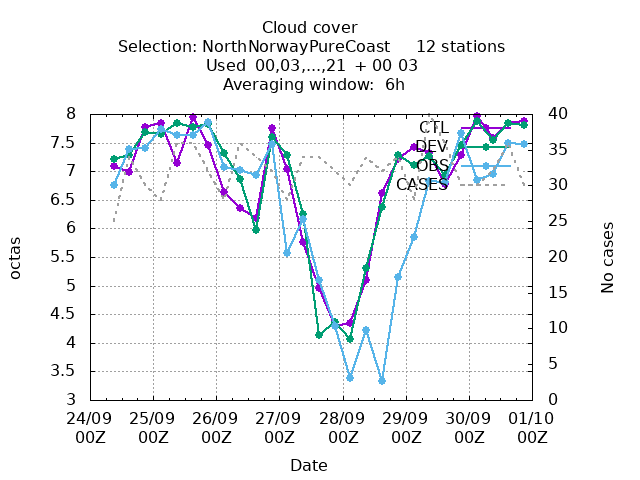 Cloud cover
Selection: NorthNorwayPureCoast 12 stations
Used 00,03,...,21 + 00 03
Averaging window: 6h
8 40
7.5 35
7 30
6.5
6 25
5.5 20
5 15
4.5
4 10
3.5 5
3 0
CTL
DEV
OBS
CASES
octas
No cases
24/09 25/09 26/09 27/09 28/09 29/09 30/09 01/10
00Z 00Z 00Z 00Z 00Z 00Z 00Z 00Z
Date